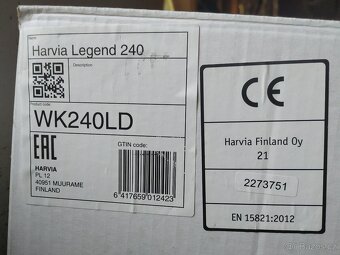 Name
Harvia Legend 240
Description
Product code:
WK240LD
EAC
GTIN code:
HARVIA
PL 12
40951 MUURAME
FINLAND
6 417659 012423
CE
Harvia Finland Oy
21
2273751
EN 15821:2012